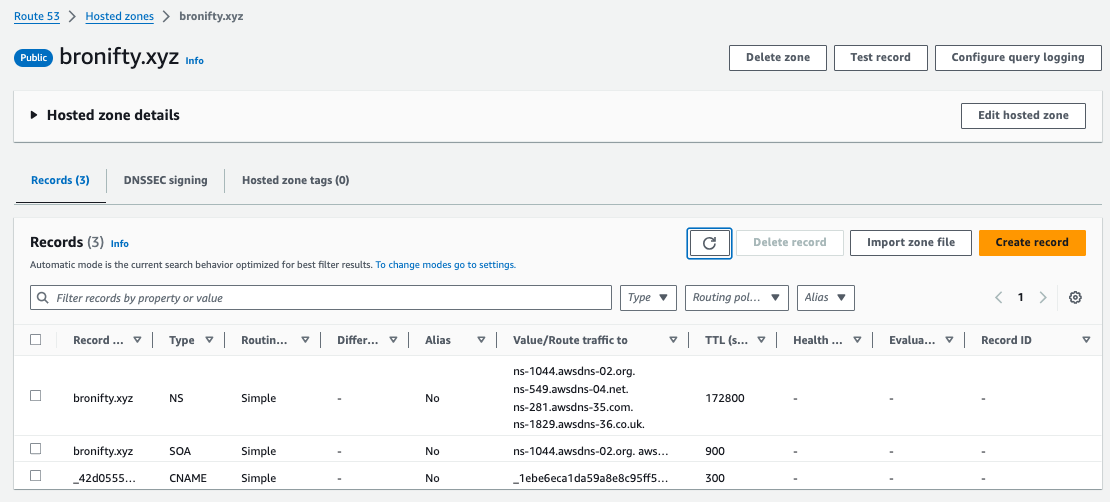 Route 53 > Hosted zones > bronifty.xyz
Public bronifty.xyz Info
Delete zone Test record Configure query logging
Hosted zone details Edit hosted zone
Records (3) DNSSEC signing Hosted zone tags (0)
Records (3) Info Delete record Import zone file Create record
Automatic mode is the current search behavior optimized for best filter results. To change modes go to settings.
Filter records by property or value Type Routing pol... Alias 1
Record ... Type Routin... Differ... Alias Value/Route traffic to TTL (s... Health ... Evalua... Record ID
ns-1044.awsdns-02.org.
ns-549.awsdns-04.net.
bronifty.xyz NS Simple - No 172800 - - -
ns-281.awsdns-35.com.
ns-1829.awsdns-36.co.uk.
bronifty.xyz SOA Simple - No ns-1044.awsdns-02.org. aws... 900 - - -
_42d0555... CNAME Simple - No _1ebe6eca1da59a8e8c95ff5... 300 - - -